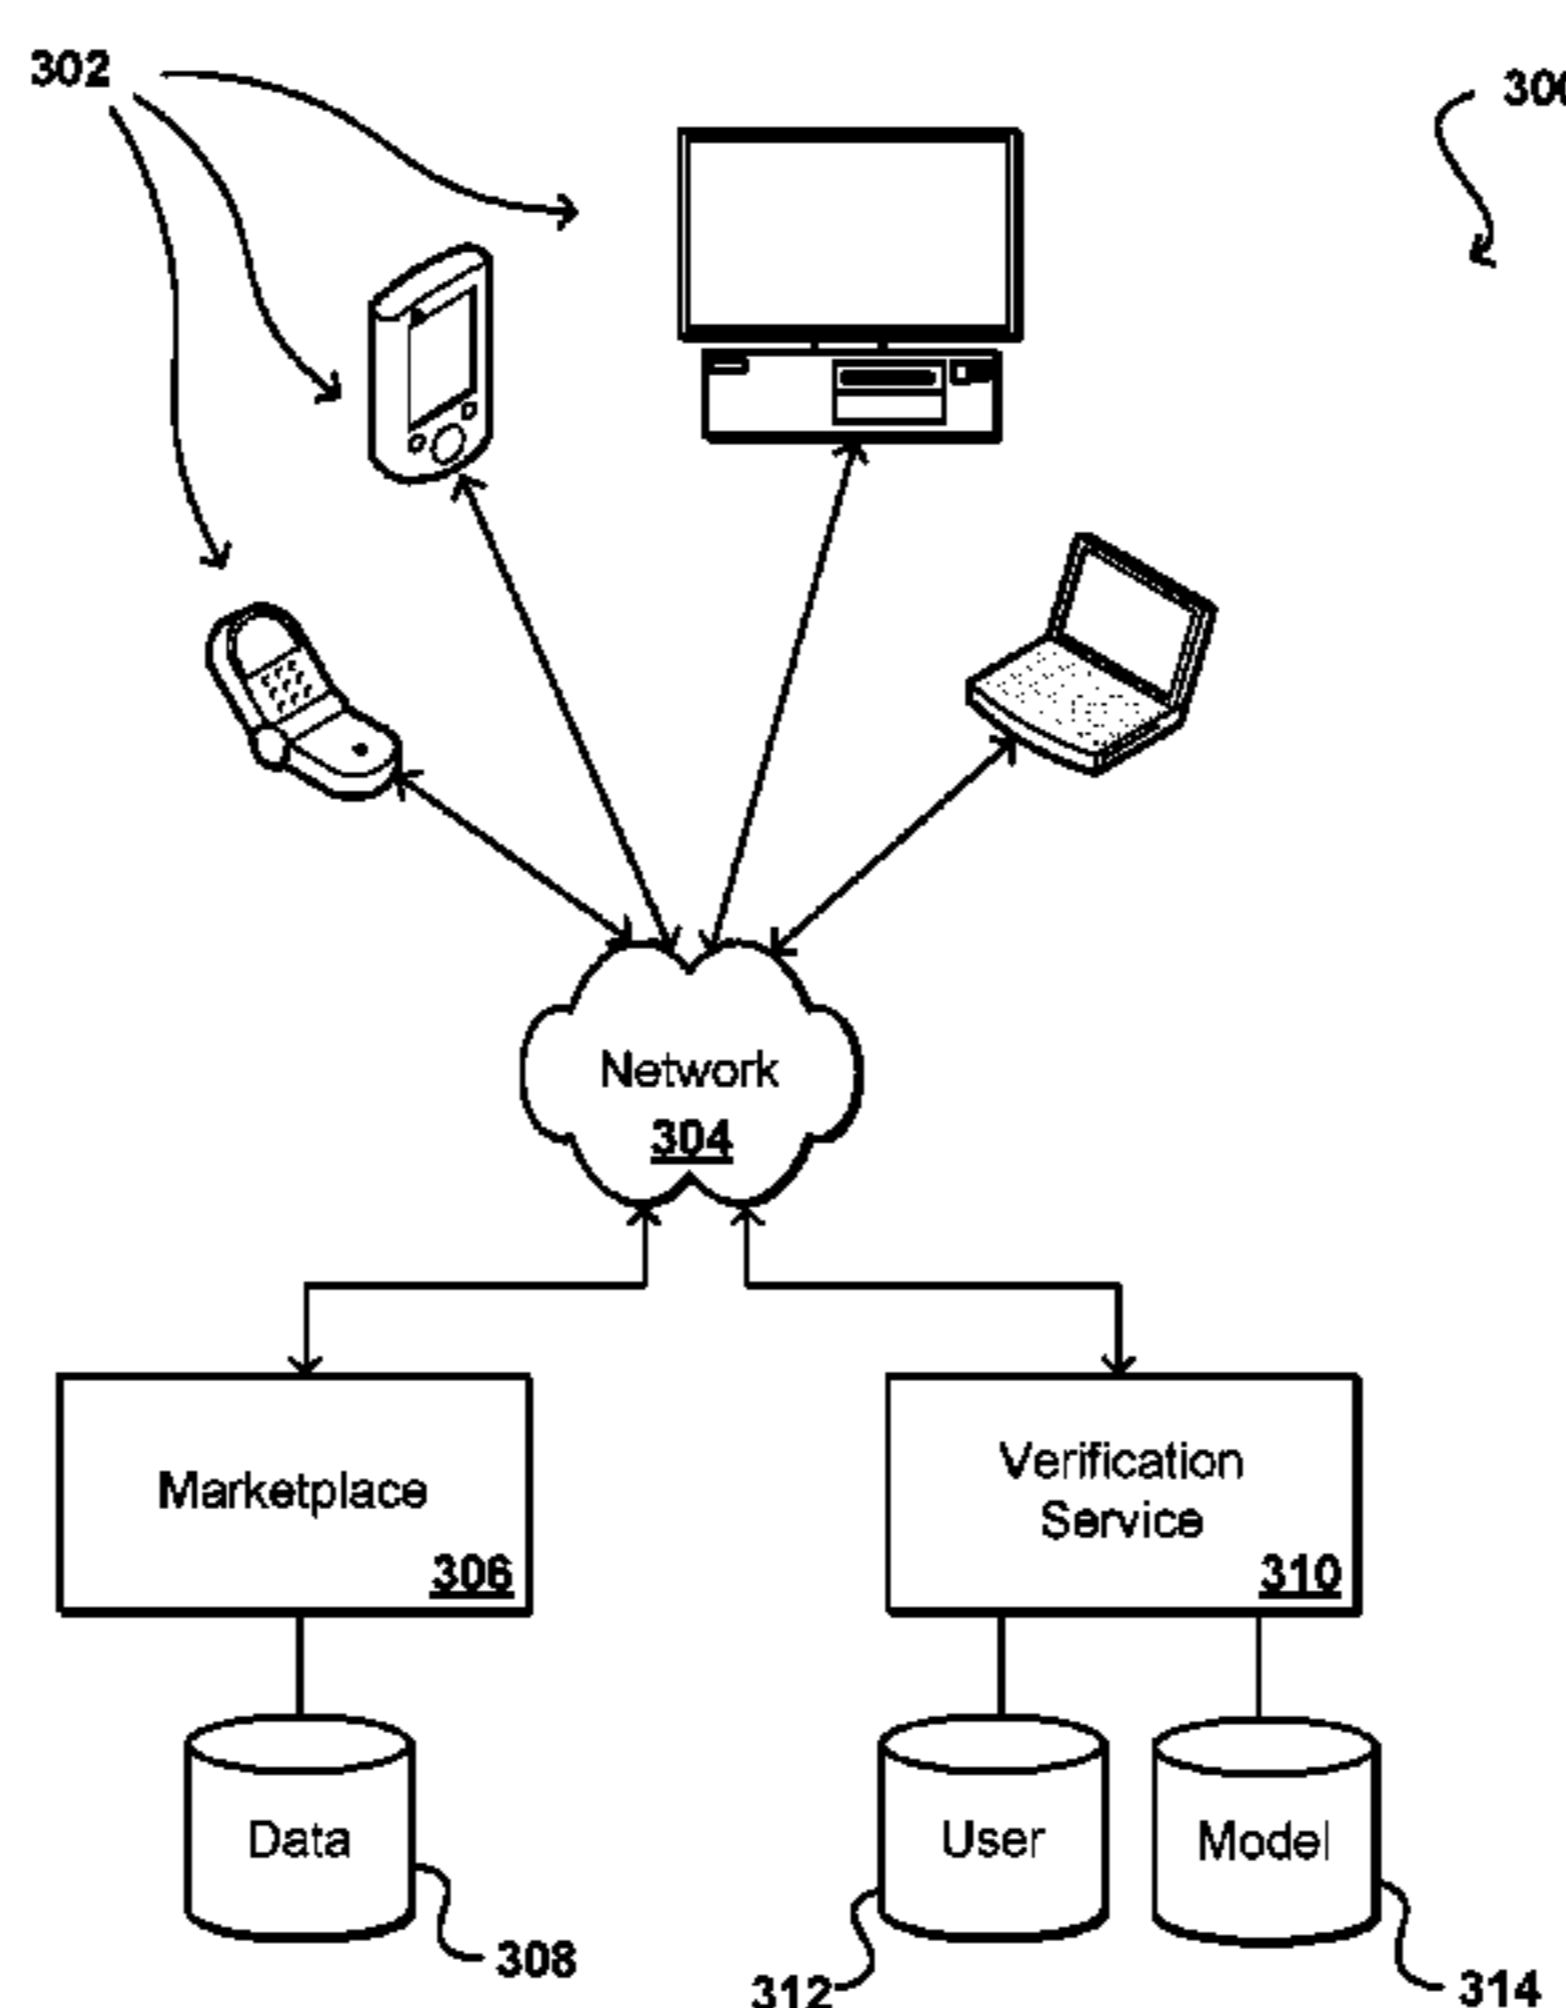 302
300
Network
304
Marketplace
306
Verification
Service
310
Data
User
Model
308
312
314